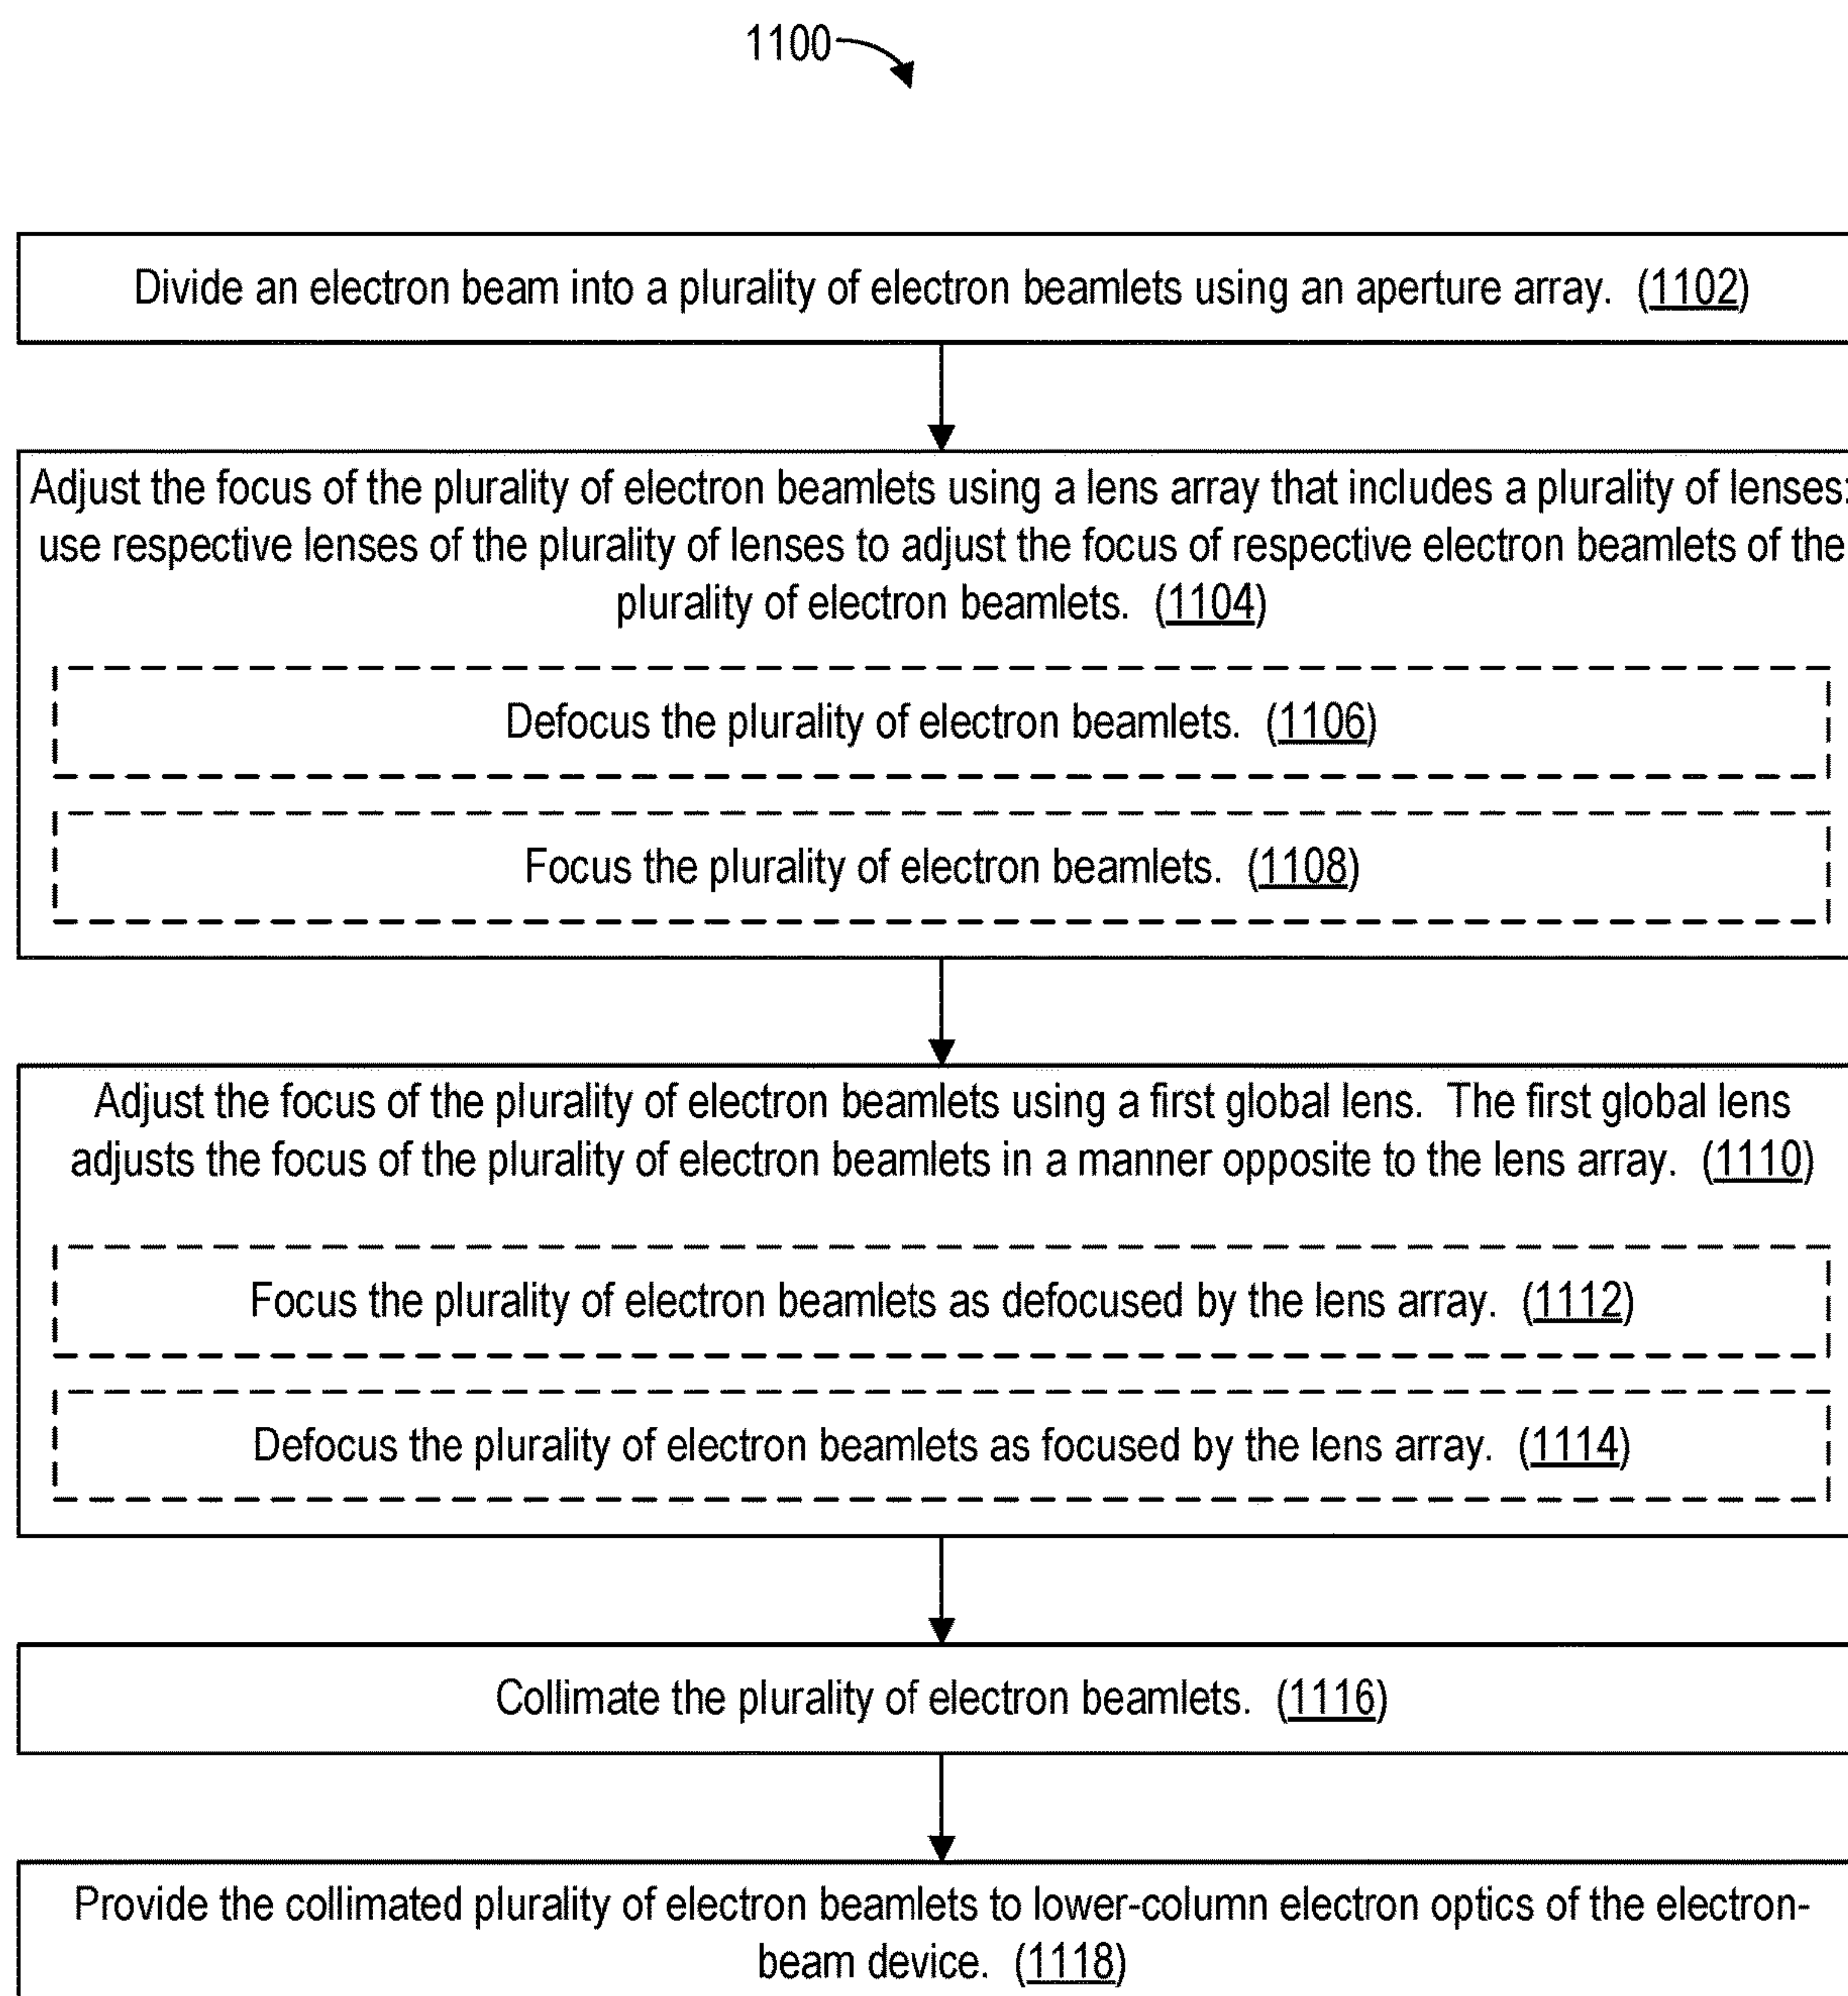 1100
Divide an electron beam into a plurality of electron beamlets using an aperture array. (1102)
Adjust the focus of the plurality of electron beamlets using a lens array that includes a plurality of lenses:
use respective lenses of the plurality of lenses to adjust the focus of respective electron beamlets of the
plurality of electron beamlets. (1104)
Defocus the plurality of electron beamlets. (1106)
Focus the plurality of electron beamlets. (1108)
Adjust the focus of the plurality of electron beamlets using a first global lens. The first global lens
adjusts the focus of the plurality of electron beamlets in a manner opposite to the lens array. (1110)
Focus the plurality of electron beamlets as defocused by the lens array. (1112)
Defocus the plurality of electron beamlets as focused by the lens array. (1114)
Collimate the plurality of electron beamlets. (1116)
Provide the collimated plurality of electron beamlets to lower-column electron optics of the electron-
beam device. (1118)